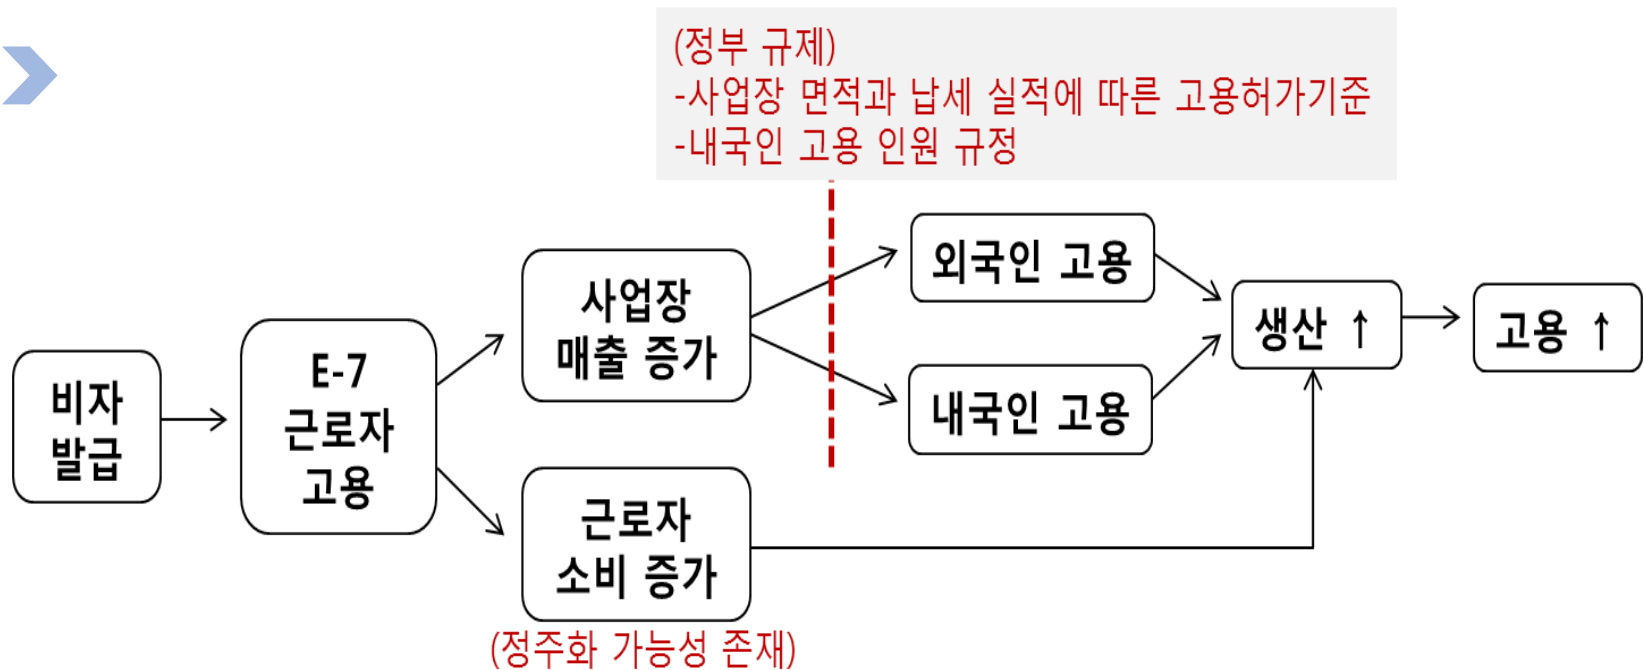 (정부 규제)
-사업장 면적과 납세 실적에 따른 고용허가기준
-내국인 고용 인원 규정
비자
발급
E-7
근로자
고용
사업장
매출 증가
근로자
소비 증가
(정주화 가능성 존재)
외국인 고용
내국인 고용
생산 ↑
고용 ↑